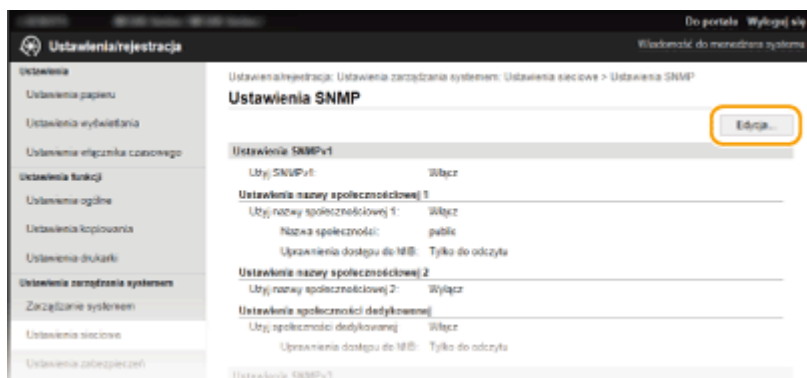 Do portalu Wyloguj się
Ustawienia/rejestracja
Wiadomość do menedżera systemu
Ustawienia
Ustawienia papieru
Ustawienia wyświetlania
Ustawienia włącznika czasowego
Ustawienia funkcji
Ustawienia ogólne
Ustawienia kopiowania
Ustawienia drukarki
Ustawienia zarządzania systemem
Zarządzanie systemem
Ustawienia sieciowe
Ustawienia zabezpieczeń
Ustawienia/rejestracja: Ustawienia zarządzania systemem: Ustawienia sieciowe > Ustawienia SNMP
Ustawienia SNMP
Edycja...
Ustawienia SNMPv1
Użyj SNMPv1: Włącz
Ustawienia nazwy społecznościowej 1
Użyj nazwy społecznościowej 1: Włącz
Nazwa społeczności: public
Uprawnienia dostępu do MIB: Tylko do odczytu
Ustawienia nazwy społecznościowej 2
Użyj nazwy społecznościowej 2: Wyłącz
Ustawienia społeczności dedykowanej
Użyj społeczności dedykowanej Włącz
Uprawnienia dostępu do MIB: Tylko do odczytu